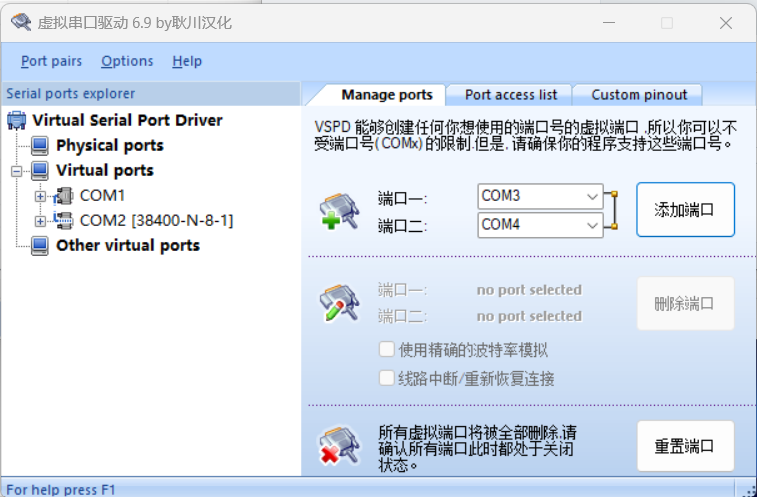 虚拟串口驱动 6.9 by耿川汉化
Port pairs Options Help
Serial ports explorer
Virtual Serial Port Driver
Physical ports
Virtual ports
COM1
COM2 [38400-N-8-1]
Other virtual ports
Manage ports Port access list Custom pinout
VSPD 能够创建任何你想使用的端口号的虚拟端口 ,所以你可以不
受端口号(COMx) 的限制.但是, 请确保你的程序支持这些端口号。
端口一: COM3
端口二: COM4
添加端口
端口一: no port selected
端口二: no port selected
删除端口
使用精确的波特率模拟
线路中断/重新恢复连接
所有虚拟端口将被全部删除,请
确认所有端口此时都处于关闭
状态。
重置端口
For help press F1